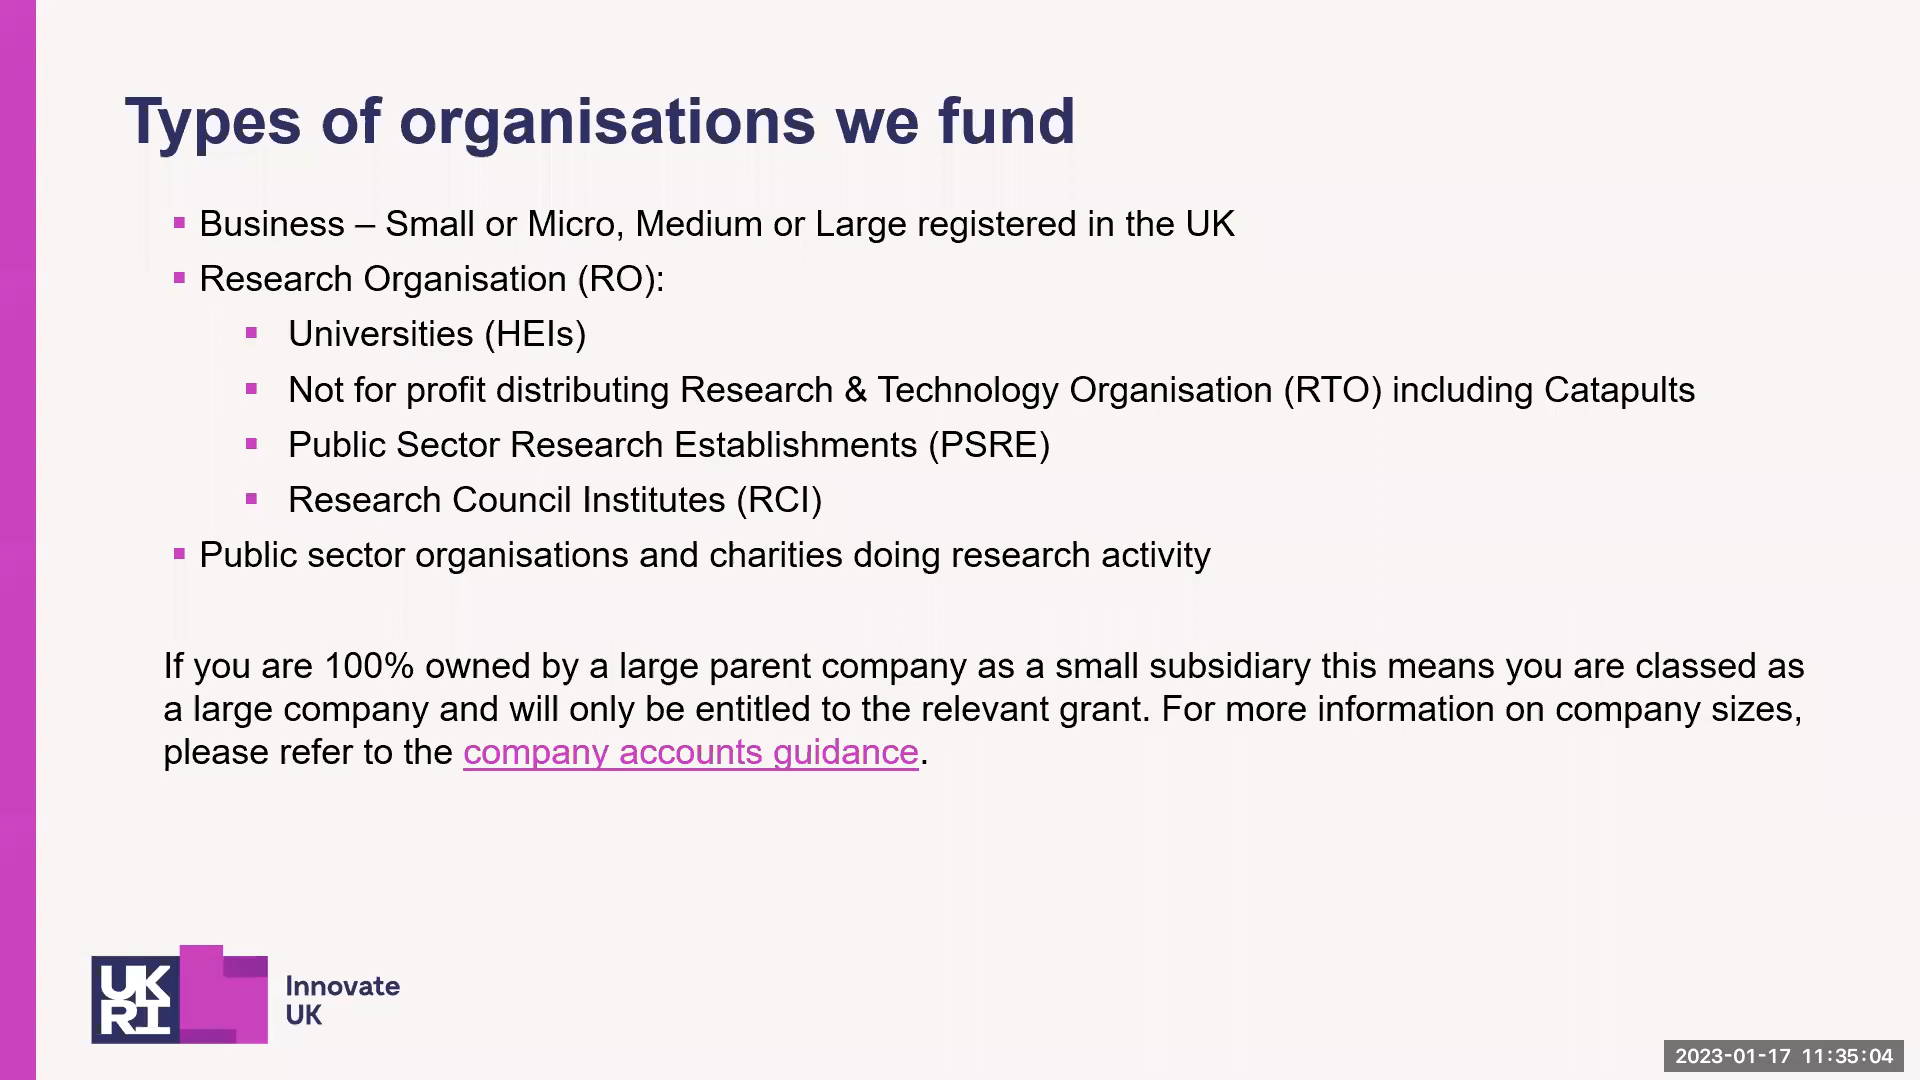 Types of organisations we fund
▪ Business – Small or Micro, Medium or Large registered in the UK
▪ Research Organisation (RO):
▪ Universities (HEIs)
▪ Not for profit distributing Research & Technology Organisation (RTO) including Catapults
▪ Public Sector Research Establishments (PSRE)
▪ Research Council Institutes (RCI)
▪ Public sector organisations and charities doing research activity
If you are 100% owned by a large parent company as a small subsidiary this means you are classed as
a large company and will only be entitled to the relevant grant. For more information on company sizes,
please refer to the company accounts guidance.
UK
RI
Innovate
UK
2023-01-17 11:35:04